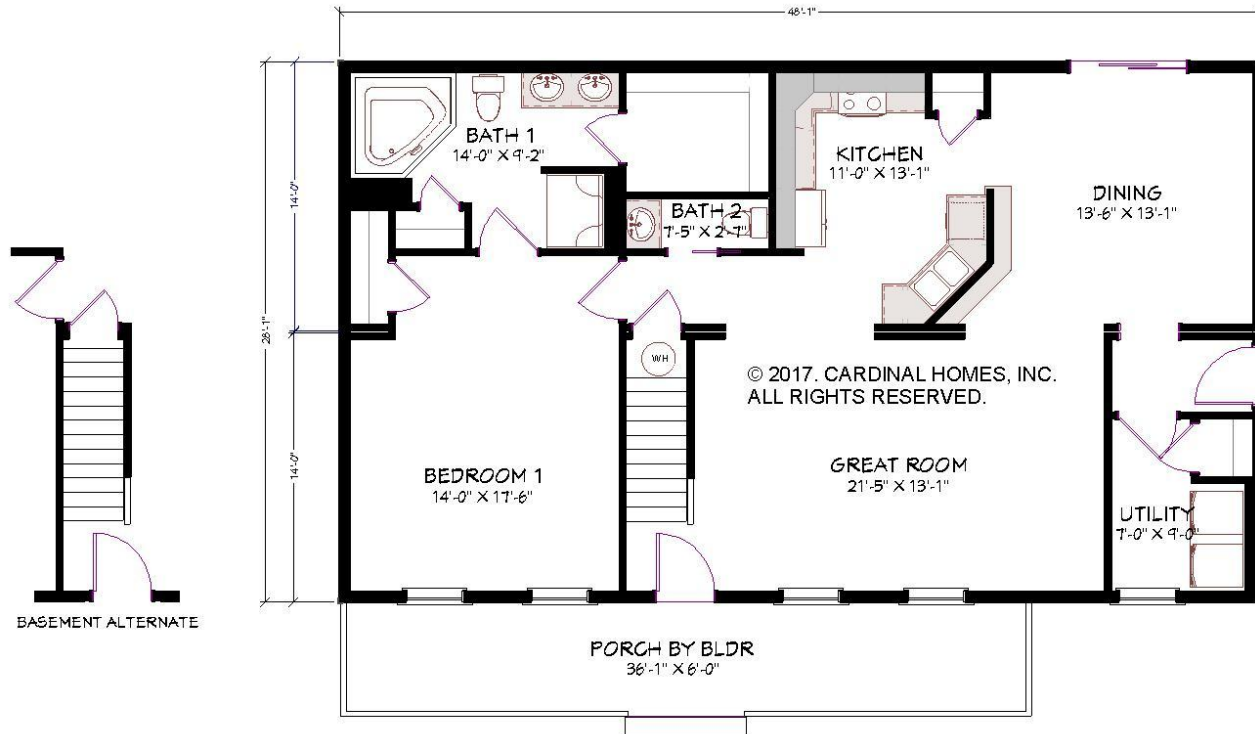 48'-1"
BATH 1
14'-0" X 9'-2"
KITCHEN
11'-0" X 13'-1"
DINING
13'-6" X 13'-1"
BATH 2
7'-5" X 2'-7"
14'-0"
28'-1"
14'-0"
WH
© 2017. CARDINAL HOMES, INC.
ALL RIGHTS RESERVED.
BEDROOM 1
14'-0" X 17'-6"
GREAT ROOM
21'-5" X 13'-1"
UTILITY
7'-0" X 9'-0"
BASEMENT ALTERNATE
PORCH BY BLDR
36'-1" X 6'-0"